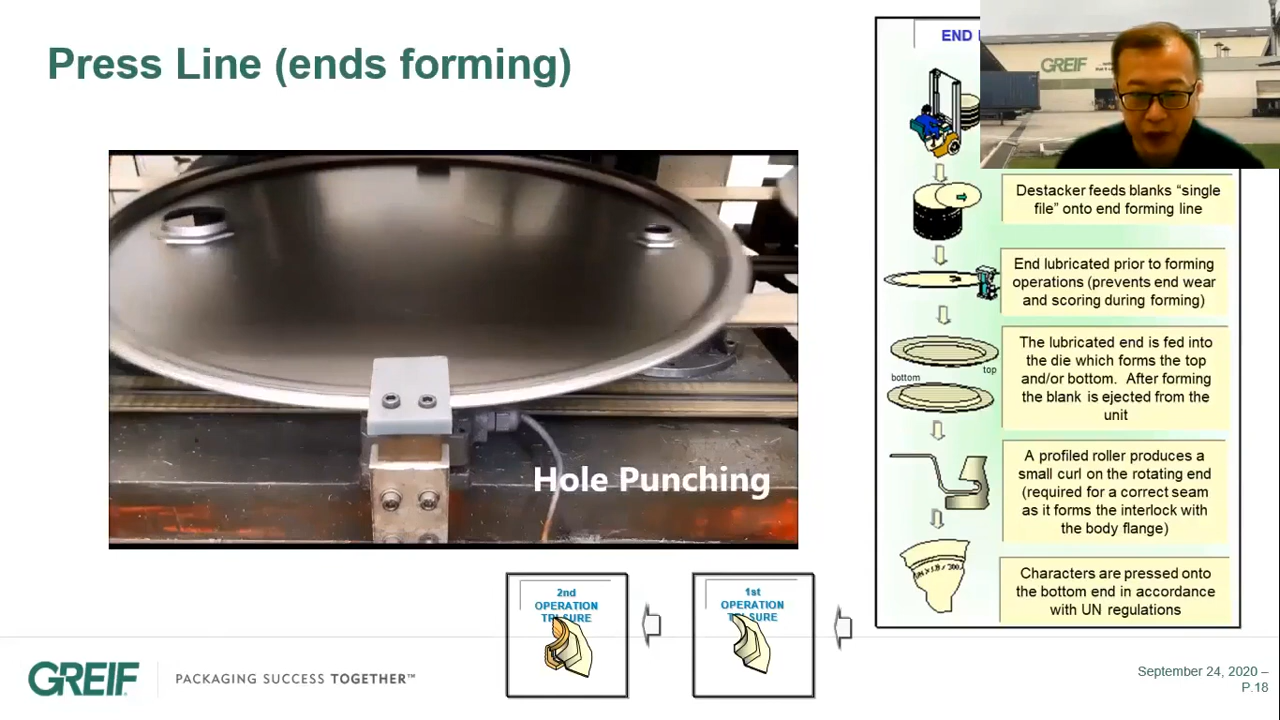 Press Line (ends forming)
END
GREIF
Destacker feeds blanks “single
file” onto end forming line
End lubricated prior to forming
operations (prevents end wear
and scoring during forming)
The lubricated end is fed into
the die which forms the top
and/or bottom. After forming
the blank is ejected from the
unit
top
bottom
A profiled roller produces a
small curl on the rotating end
(required for a correct seam
as it forms the interlock with
the body flange)
Characters are pressed onto
the bottom end in accordance
with UN regulations
Hole Punching
2nd
OPERATION
TRI SURE
1st
OPERATION
TRI SURE
GREIF
PACKAGING SUCCESS TOGETHER™
September 24, 2020 –
P.18